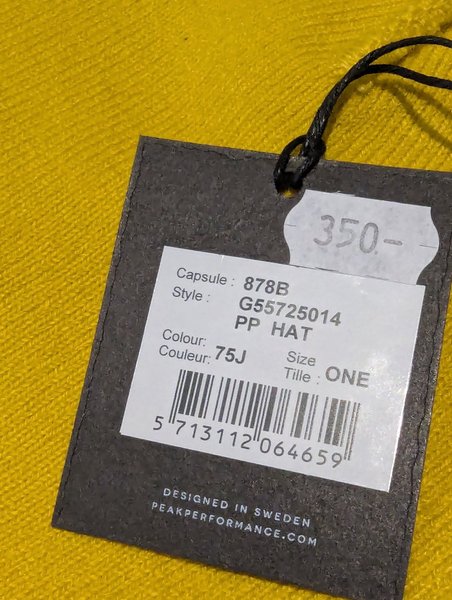 350.-
Capsule : 878B
Style : G55725014
PP HAT
Colour:
Couleur: 75J
Size
Tille : ONE
5 713112 064659
DESIGNED IN SWEDEN
PEAKPERFORMANCE.COM